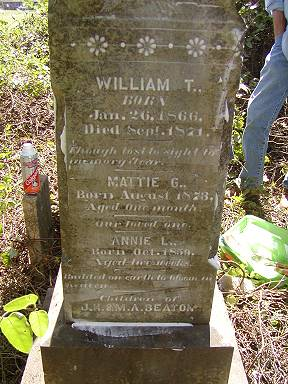 WILLIAM T.,
BORN
Jan. 26, 1866.
Died Sept. 1871.
Though lost to sight to
memory dear.
MATTIE G.,
Born August 1873.
Aged one month
Our loved one.
ANNIE L.,
Born Oct. 1869.
Aged three weeks.
Budded on earth to bloom in
heaven.
Children of
J.H. & M.A. BEATON